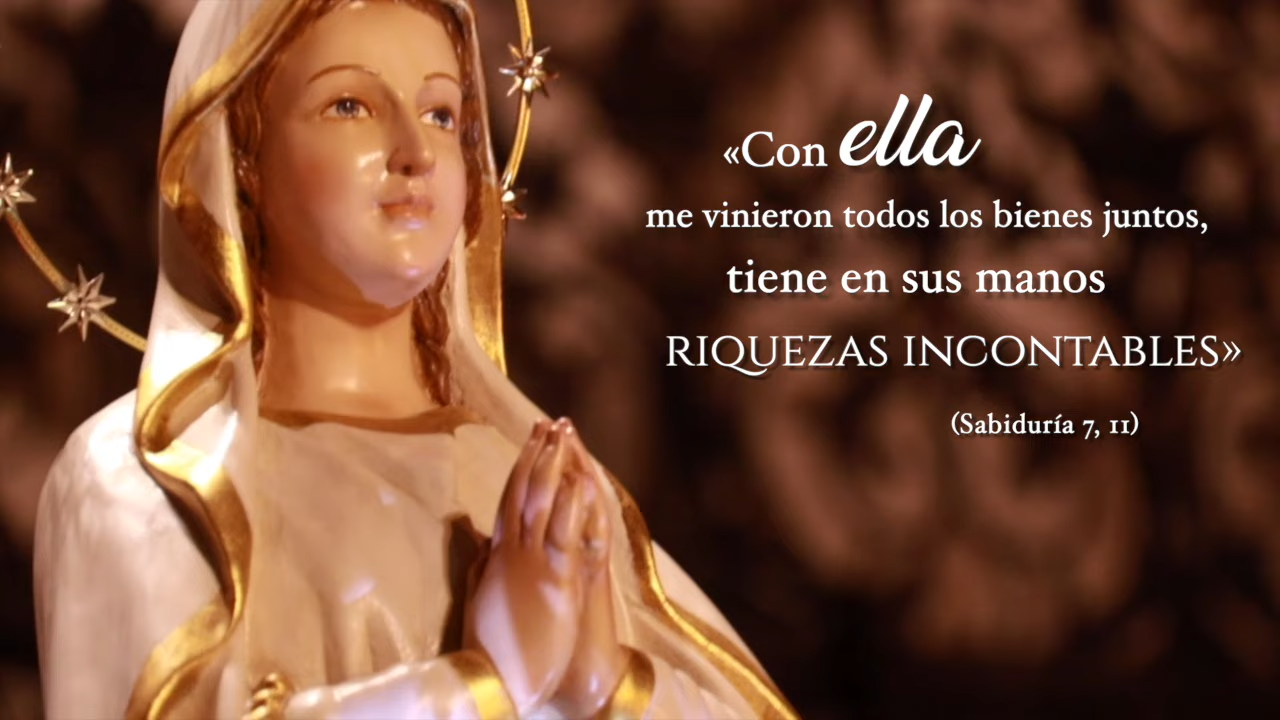 «Con ella
me vinieron todos los bienes juntos,
tiene en sus manos
RIQUEZAS INCONTABLES»
(Sabiduría 7, 11)